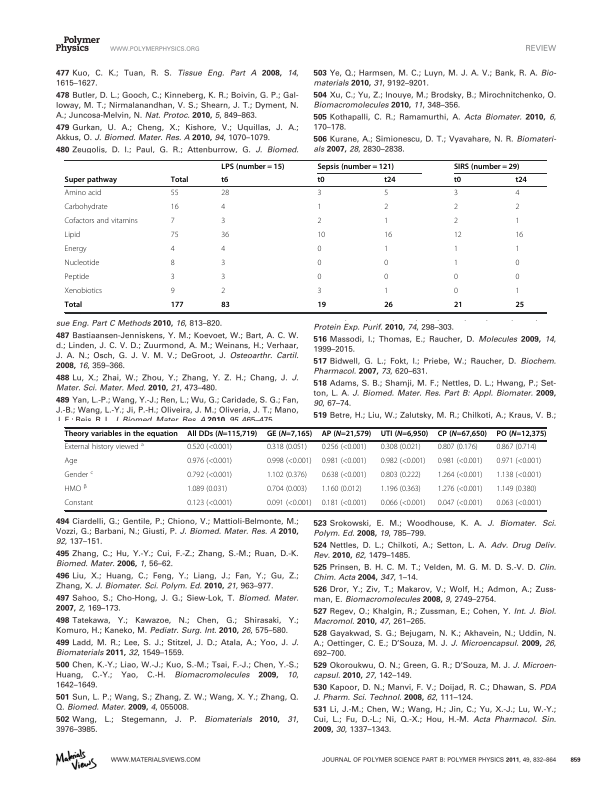 Polymer
Physics
WWW.POLYMERPHYSICS.ORG
REVIEW
477 Kuo, C. K.; Tuan, R. S. Tissue Eng. Part A 2008, 14,
1615–1627.
478 Butler, D. L.; Gooch, C.; Kinneberg, K. R.; Boivin, G. P.; Gal-
loway, M. T.; Nirmalanandhan, V. S.; Shearn, J. T.; Dyment, N.
A.; Juncosa-Melvin, N. Nat. Protoc. 2010, 5, 849–863.
479 Gurkan, U. A.; Cheng, X.; Kishore, V.; Uquillas, J. A.;
Akkus, O. J. Biomed. Mater. Res. A 2010, 94, 1070–1079.
480 Zeugolis, D. I.; Paul, G. R.; Attenburrow, G. J. Biomed.
503 Ye, Q.; Harmsen, M. C.; Luyn, M. J. A. V.; Bank, R. A. Bio-
materials 2010, 31, 9192–9201.
504 Xu, C.; Yu, Z.; Inouye, M.; Brodsky, B.; Mirochnitchenko, O.
Biomacromolecules 2010, 11, 348–356.
505 Kothapalli, C. R.; Ramamurthi, A. Acta Biomater. 2010, 6,
170–178.
506 Kurane, A.; Simionescu, D. T.; Vyavahare, N. R. Biomateri-
als 2007, 28, 2830–2838.
LPS (number = 15) Sepsis (number = 121) SIRS (number = 29)
Super pathway Total t6 t0 t24 t0 t24
Amino acid 55 28 3 5 3 4
Carbohydrate 16 4 1 2 2 2
Cofactors and vitamins 7 3 2 1 2 1
Lipid 75 36 10 16 12 16
Energy 4 4 0 1 1 1
Nucleotide 8 3 0 0 1 0
Peptide 3 3 0 0 0 0
Xenobiotics 9 2 3 1 0 1
Total 177 83 19 26 21 25
sue Eng. Part C Methods 2010, 16, 813–820.
487 Bastiaansen-Jenniskens, Y. M.; Koevoet, W.; Bart, A. C. W.
d.; Linden, J. C. V. D.; Zuurmond, A. M.; Weinans, H.; Verhaar,
J. A. N.; Osch, G. J. V. M. V.; DeGroot, J. Osteoarthr. Cartil.
2008, 16, 359–366.
488 Lu, X.; Zhai, W.; Zhou, Y.; Zhang, Y. Z. H.; Chang, J. J.
Mater. Sci. Mater. Med. 2010, 21, 473–480.
489 Yan, L.-P.; Wang, Y.-J.; Ren, L.; Wu, G.; Caridade, S. G.; Fan,
J.-B.; Wang, L.-Y.; Ji, P.-H.; Oliveira, J. M.; Oliveria, J. T.; Mano,
J. F.; Reis, R. L. J. Biomed. Mater. Res. A 2010, 95, 465–475.
Protein Exp. Purif. 2010, 74, 298–303.
516 Massodi, I.; Thomas, E.; Raucher, D. Molecules 2009, 14,
1999–2015.
517 Bidwell, G. L.; Fokt, I.; Priebe, W.; Raucher, D. Biochem.
Pharmacol. 2007, 73, 620–631.
518 Adams, S. B.; Shamji, M. F.; Nettles, D. L.; Hwang, P.; Set-
ton, L. A. J. Biomed. Mater. Res. Part B: Appl. Biomater. 2009,
90, 67–74.
519 Betre, H.; Liu, W.; Zalutsky, M. R.; Chilkoti, A.; Kraus, V. B.;
Theory variables in the equation All DDs (N=115,719) GE (N=7,165) AP (N=21,579) UTI (N=6,950) CP (N=67,650) PO (N=12,375)
External history viewed 0.520 (<0.001) 0.318 (0.051) 0.256 (<0.001) 0.308 (0.021) 0.807 (0.176) 0.867 (0.714)
Age 0.976 (<0.001) 0.998 (<0.001) 0.981 (<0.001) 0.982 (<0.001) 0.981 (<0.001) 0.971 (<0.001)
Gender c 0.792 (<0.001) 1.102 (0.376) 0.638 (<0.001) 0.803 (0.222) 1.264 (<0.001) 1.138 (<0.001)
HMO β 1.089 (0.031) 0.704 (0.003) 1.160 (0.012) 1.196 (0.363) 1.276 (<0.001) 1.149 (0.380)
Constant 0.123 (<0.001) 0.091 (<0.001) 0.181 (<0.001) 0.066 (<0.001) 0.047 (<0.001) 0.063 (<0.001)
494 Ciardelli, G.; Gentile, P.; Chiono, V.; Mattioli-Belmonte, M.;
Vozzi, G.; Barbani, N.; Giusti, P. J. Biomed. Mater. Res. A 2010,
92, 137–151.
495 Zhang, C.; Hu, Y.-Y.; Cui, F.-Z.; Zhang, S.-M.; Ruan, D.-K.
Biomed. Mater. 2006, 1, 56–62.
496 Liu, X.; Huang, C.; Feng, Y.; Liang, J.; Fan, Y.; Gu, Z.;
Zhang, X. J. Biomater. Sci. Polym. Ed. 2010, 21, 963–977.
497 Sahoo, S.; Cho-Hong, J. G.; Siew-Lok, T. Biomed. Mater.
2007, 2, 169–173.
498 Tatekawa, Y.; Kawazoe, N.; Chen, G.; Shirasaky, Y.;
Komuro, H.; Kaneko, M. Pediatr. Surg. Int. 2010, 26, 575–580.
499 Ladd, M. R.; Lee, S. J.; Stitzel, J. D.; Atala, A.; Yoo, J. J.
Biomaterials 2011, 32, 1549–1559.
500 Chen, K.-Y.; Liao, W.-J.; Kuo, S.-M.; Tsai, F.-J.; Chen, Y.-S.;
Huang, C.-Y.; Yao, C.-H. Biomacromolecules 2009, 10,
1642–1649.
501 Sun, L. P.; Wang, S.; Zhang, Z. W.; Wang, X. Y.; Zhang, Q.
Q. Biomed. Mater. 2009, 4, 055008.
502 Wang, L.; Stegemann, J. P. Biomaterials 2010, 31,
3976–3985.
523 Srokowski, E. M.; Woodhouse, K. A. J. Biomater. Sci.
Polym. Ed. 2008, 19, 785–799.
524 Nettles, D. L.; Chilkoti, A.; Setton, L. A. Adv. Drug Deliv.
Rev. 2010, 62, 1479–1485.
525 Prinsen, B. H. C. M. T.; Velden, M. G. M. D. S.-V. D. Clin.
Chim. Acta 2004, 347, 1–14.
526 Dror, Y.; Ziv, T.; Makarov, V.; Wolf, H.; Admon, A.; Zuss-
man, E. Biomacromolecules 2008, 9, 2749–2754.
527 Regev, O.; Khalgin, R.; Zussman, E.; Cohen, Y. Int. J. Biol.
Macromol. 2010, 47, 261–265.
528 Gayakwad, S. G.; Bejugam, N. K.; Akhavein, N.; Uddin, N.
A.; Oettinger, C. E.; D'Souza, M. J. J. Microencapsul. 2009, 26,
692–700.
529 Okoroukwu, O. N.; Green, G. R.; D'Souza, M. J. J. Microen-
capsul. 2010, 27, 142–149.
530 Kapoor, D. N.; Manvi, F. V.; Doijad, R. C.; Dhawan, S. PDA
J. Pharm. Sci. Technol. 2008, 62, 111–124.
531 Li, J.-M.; Chen, W.; Wang, H.; Jin, C.; Yu, X.-J.; Lu, W.-Y.;
Cui, L.; Fu, D.-L.; Ni, Q.-X.; Hou, H.-M. Acta Pharmacol. Sin.
2009, 30, 1337–1343.
Materials
Views
WWW.MATERIALSVIEWS.COM
JOURNAL OF POLYMER SCIENCE PART B: POLYMER PHYSICS 2011, 49, 832–864 859